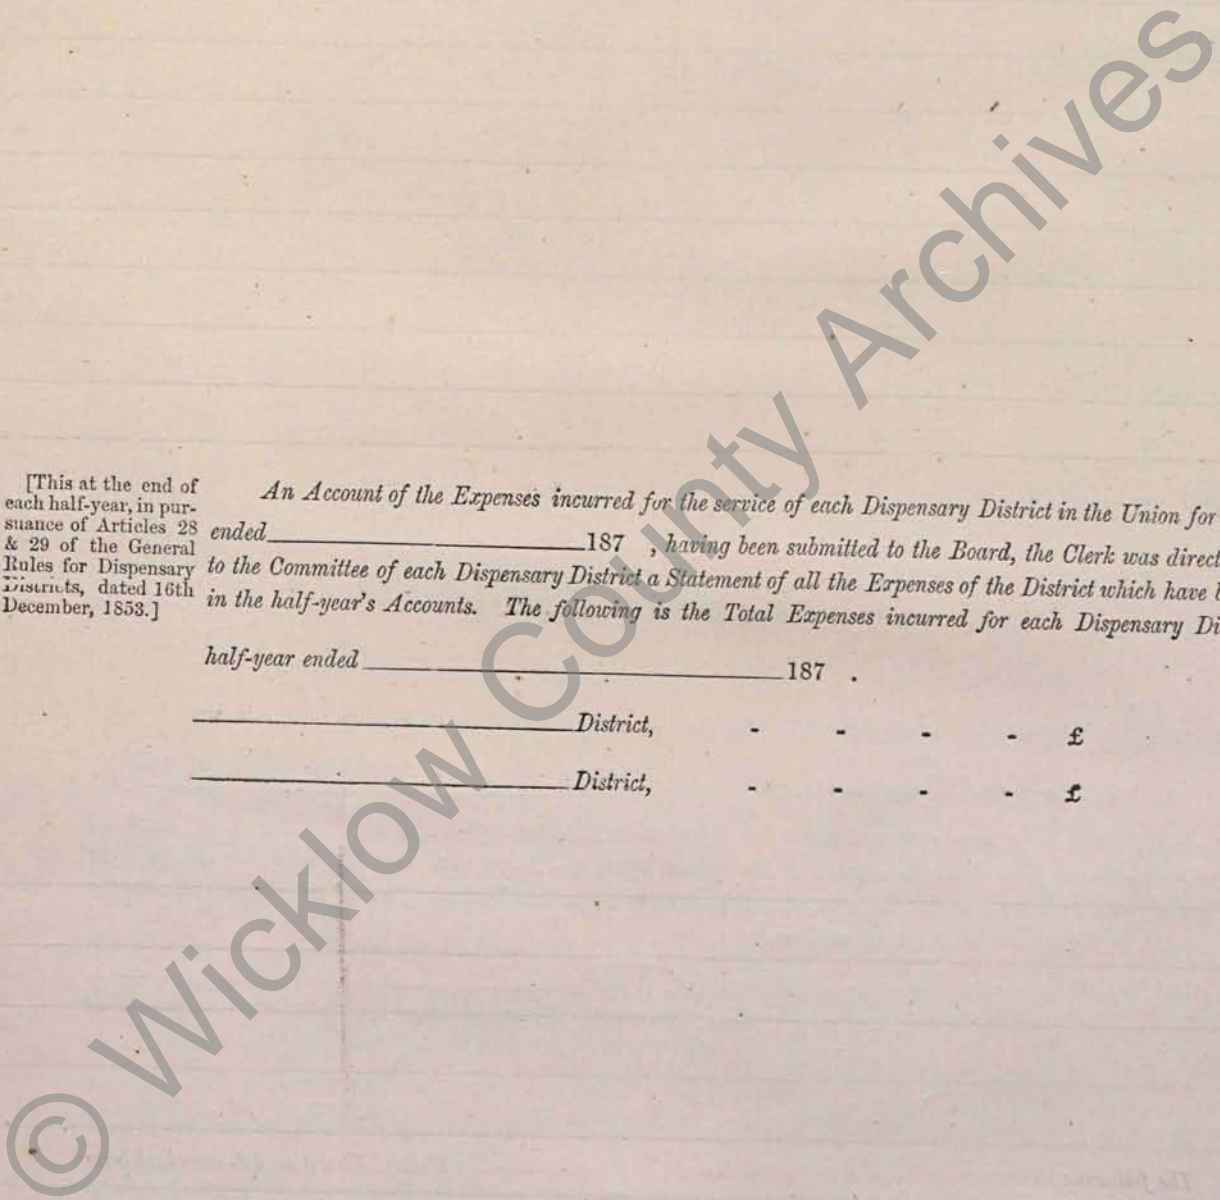 [This at the end of
each half-year, in pur-
suance of Articles 28
& 29 of the General
Rules for Dispensary
Districts, dated 16th
December, 1853.]
An Account of the Expenses incurred for the service of each Dispensary District in the Union for
ended 187 , having been submitted to the Board, the Clerk was direct
to the Committee of each Dispensary District a Statement of all the Expenses of the District which have b
in the half-year's Accounts. The following is the Total Expenses incurred for each Dispensary Di
half-year ended 187 .
District, - - - - £
District, - - - - £
© Wicklow County Archives